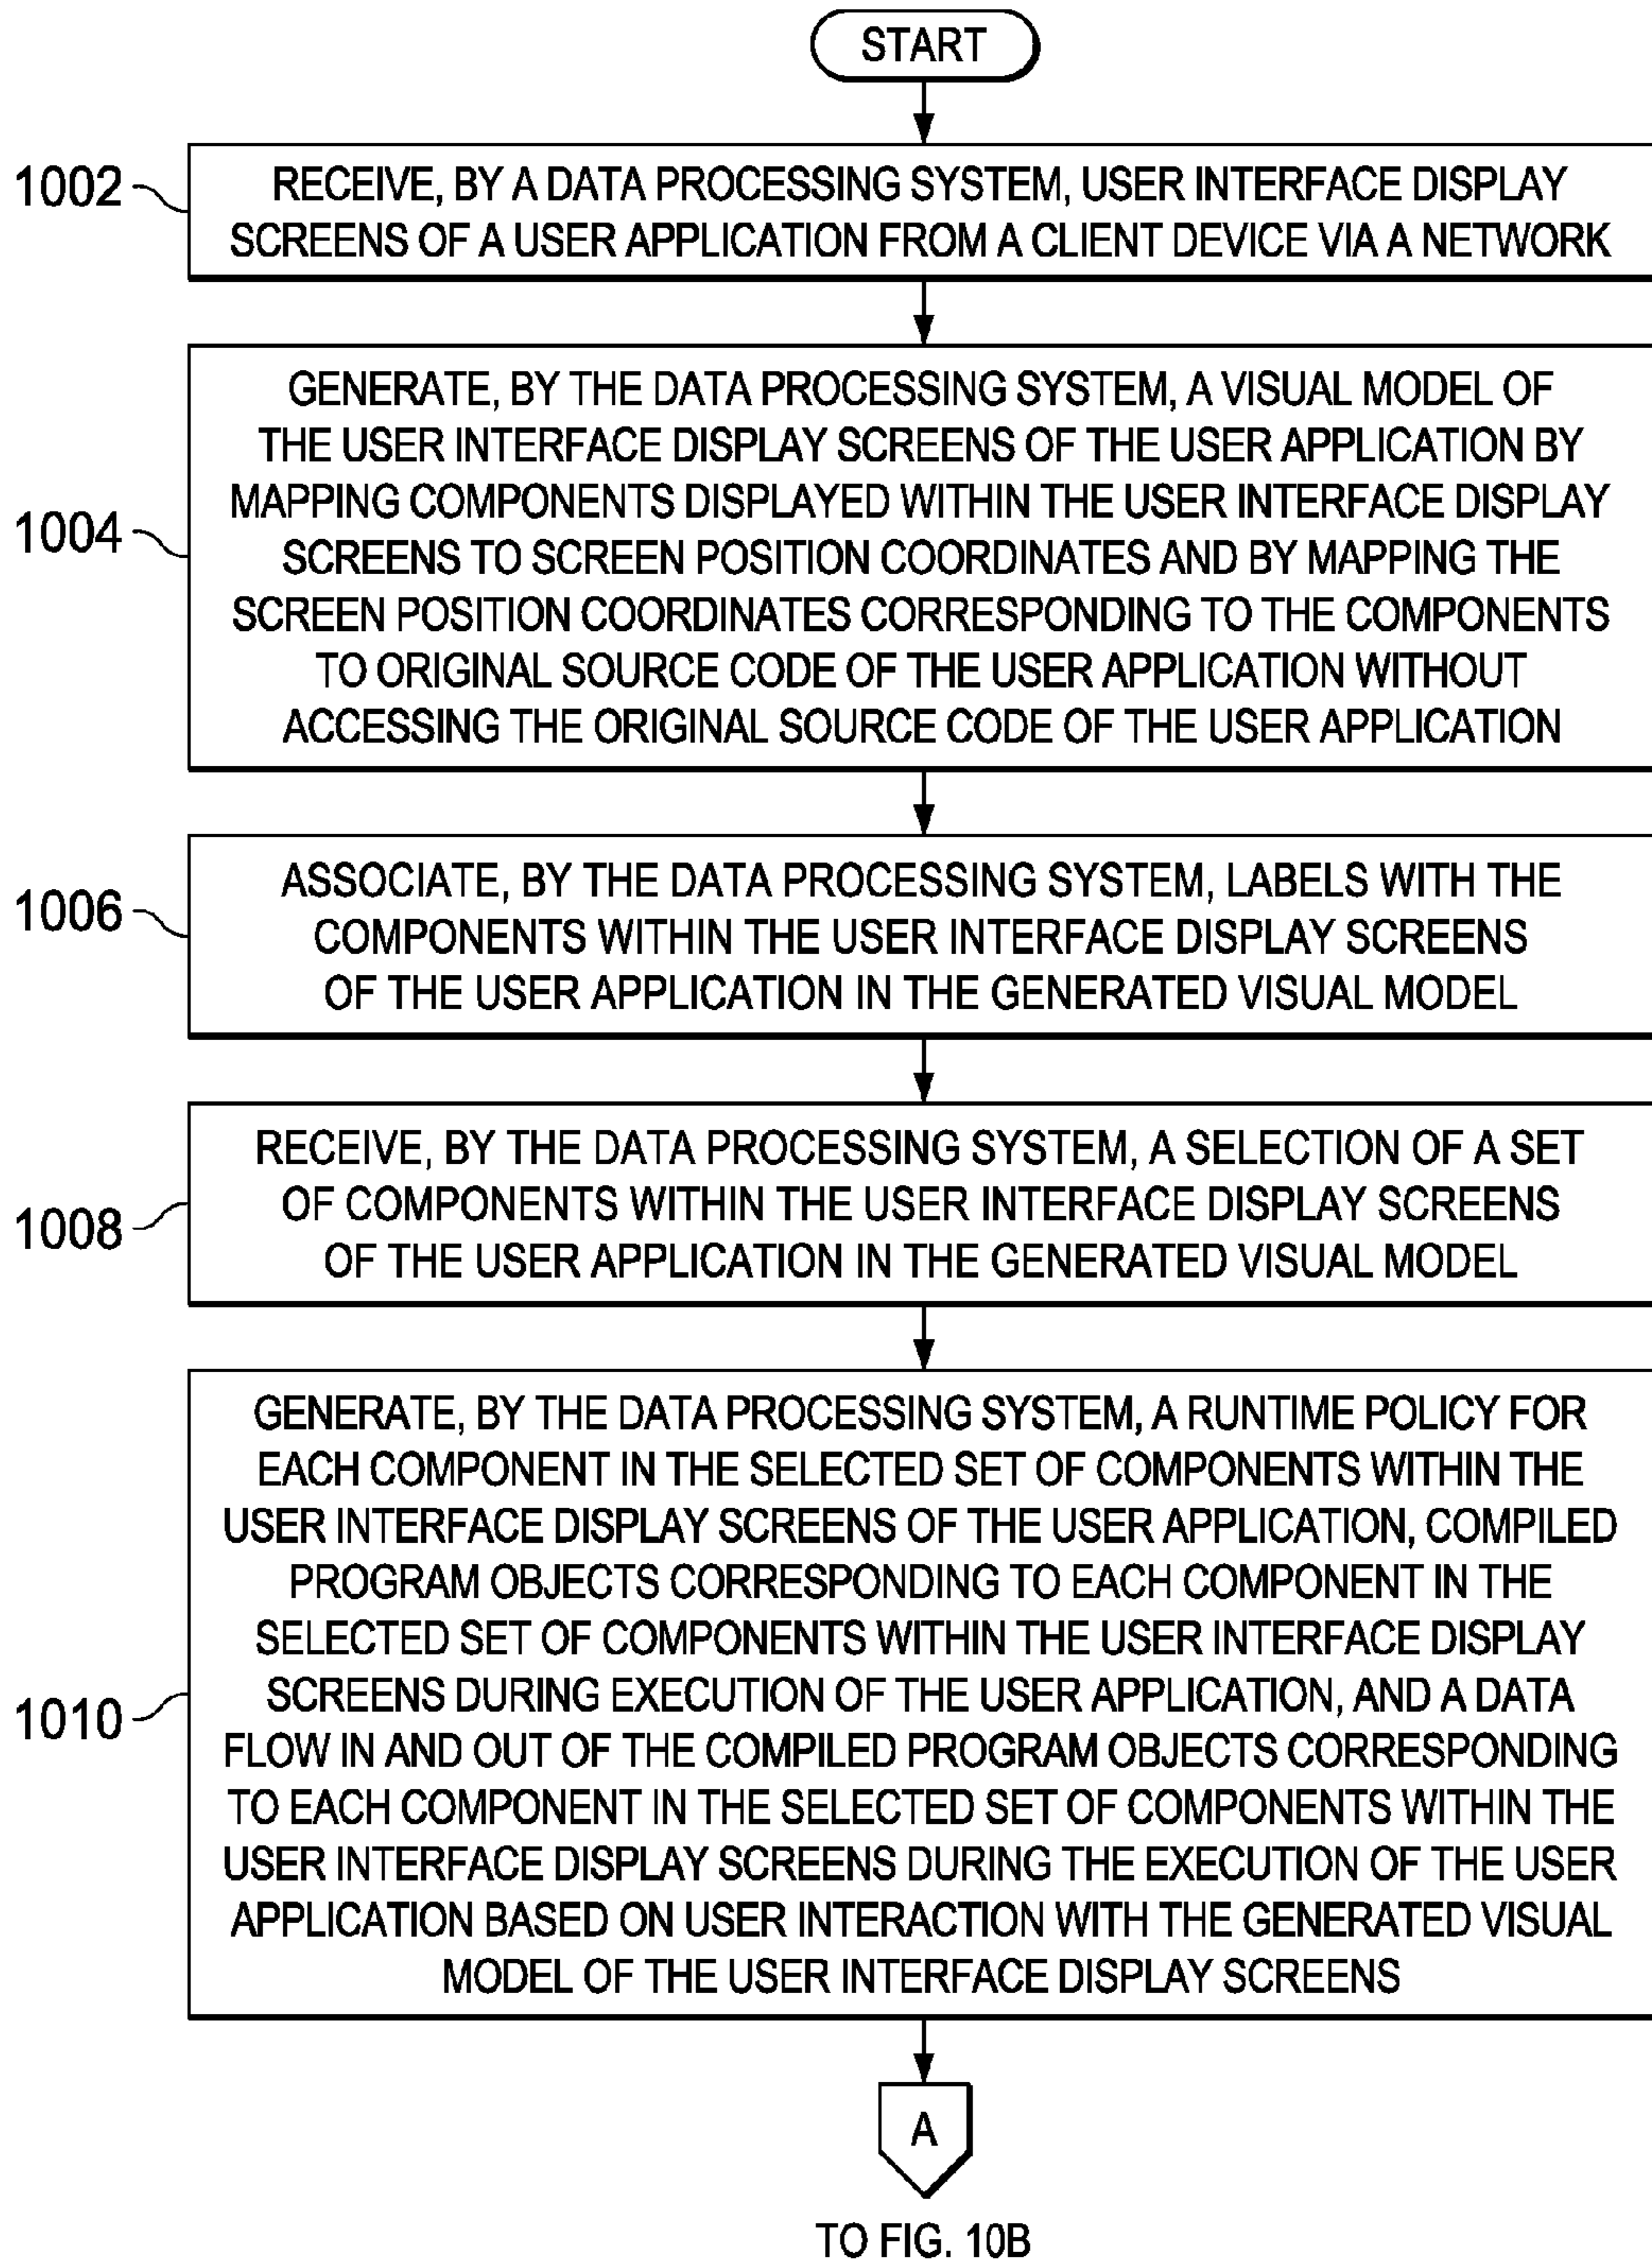 START
1002
RECEIVE, BY A DATA PROCESSING SYSTEM, USER INTERFACE DISPLAY
SCREENS OF A USER APPLICATION FROM A CLIENT DEVICE VIA A NETWORK
1004
GENERATE, BY THE DATA PROCESSING SYSTEM, A VISUAL MODEL OF
THE USER INTERFACE DISPLAY SCREENS OF THE USER APPLICATION BY
MAPPING COMPONENTS DISPLAYED WITHIN THE USER INTERFACE DISPLAY
SCREENS TO SCREEN POSITION COORDINATES AND BY MAPPING THE
SCREEN POSITION COORDINATES CORRESPONDING TO THE COMPONENTS
TO ORIGINAL SOURCE CODE OF THE USER APPLICATION WITHOUT
ACCESSING THE ORIGINAL SOURCE CODE OF THE USER APPLICATION
1006
ASSOCIATE, BY THE DATA PROCESSING SYSTEM, LABELS WITH THE
COMPONENTS WITHIN THE USER INTERFACE DISPLAY SCREENS
OF THE USER APPLICATION IN THE GENERATED VISUAL MODEL
1008
RECEIVE, BY THE DATA PROCESSING SYSTEM, A SELECTION OF A SET
OF COMPONENTS WITHIN THE USER INTERFACE DISPLAY SCREENS
OF THE USER APPLICATION IN THE GENERATED VISUAL MODEL
1010
GENERATE, BY THE DATA PROCESSING SYSTEM, A RUNTIME POLICY FOR
EACH COMPONENT IN THE SELECTED SET OF COMPONENTS WITHIN THE
USER INTERFACE DISPLAY SCREENS OF THE USER APPLICATION, COMPILED
PROGRAM OBJECTS CORRESPONDING TO EACH COMPONENT IN THE
SELECTED SET OF COMPONENTS WITHIN THE USER INTERFACE DISPLAY
SCREENS DURING EXECUTION OF THE USER APPLICATION, AND A DATA
FLOW IN AND OUT OF THE COMPILED PROGRAM OBJECTS CORRESPONDING
TO EACH COMPONENT IN THE SELECTED SET OF COMPONENTS WITHIN THE
USER INTERFACE DISPLAY SCREENS DURING THE EXECUTION OF THE USER
APPLICATION BASED ON USER INTERACTION WITH THE GENERATED VISUAL
MODEL OF THE USER INTERFACE DISPLAY SCREENS
A
TO FIG. 10B